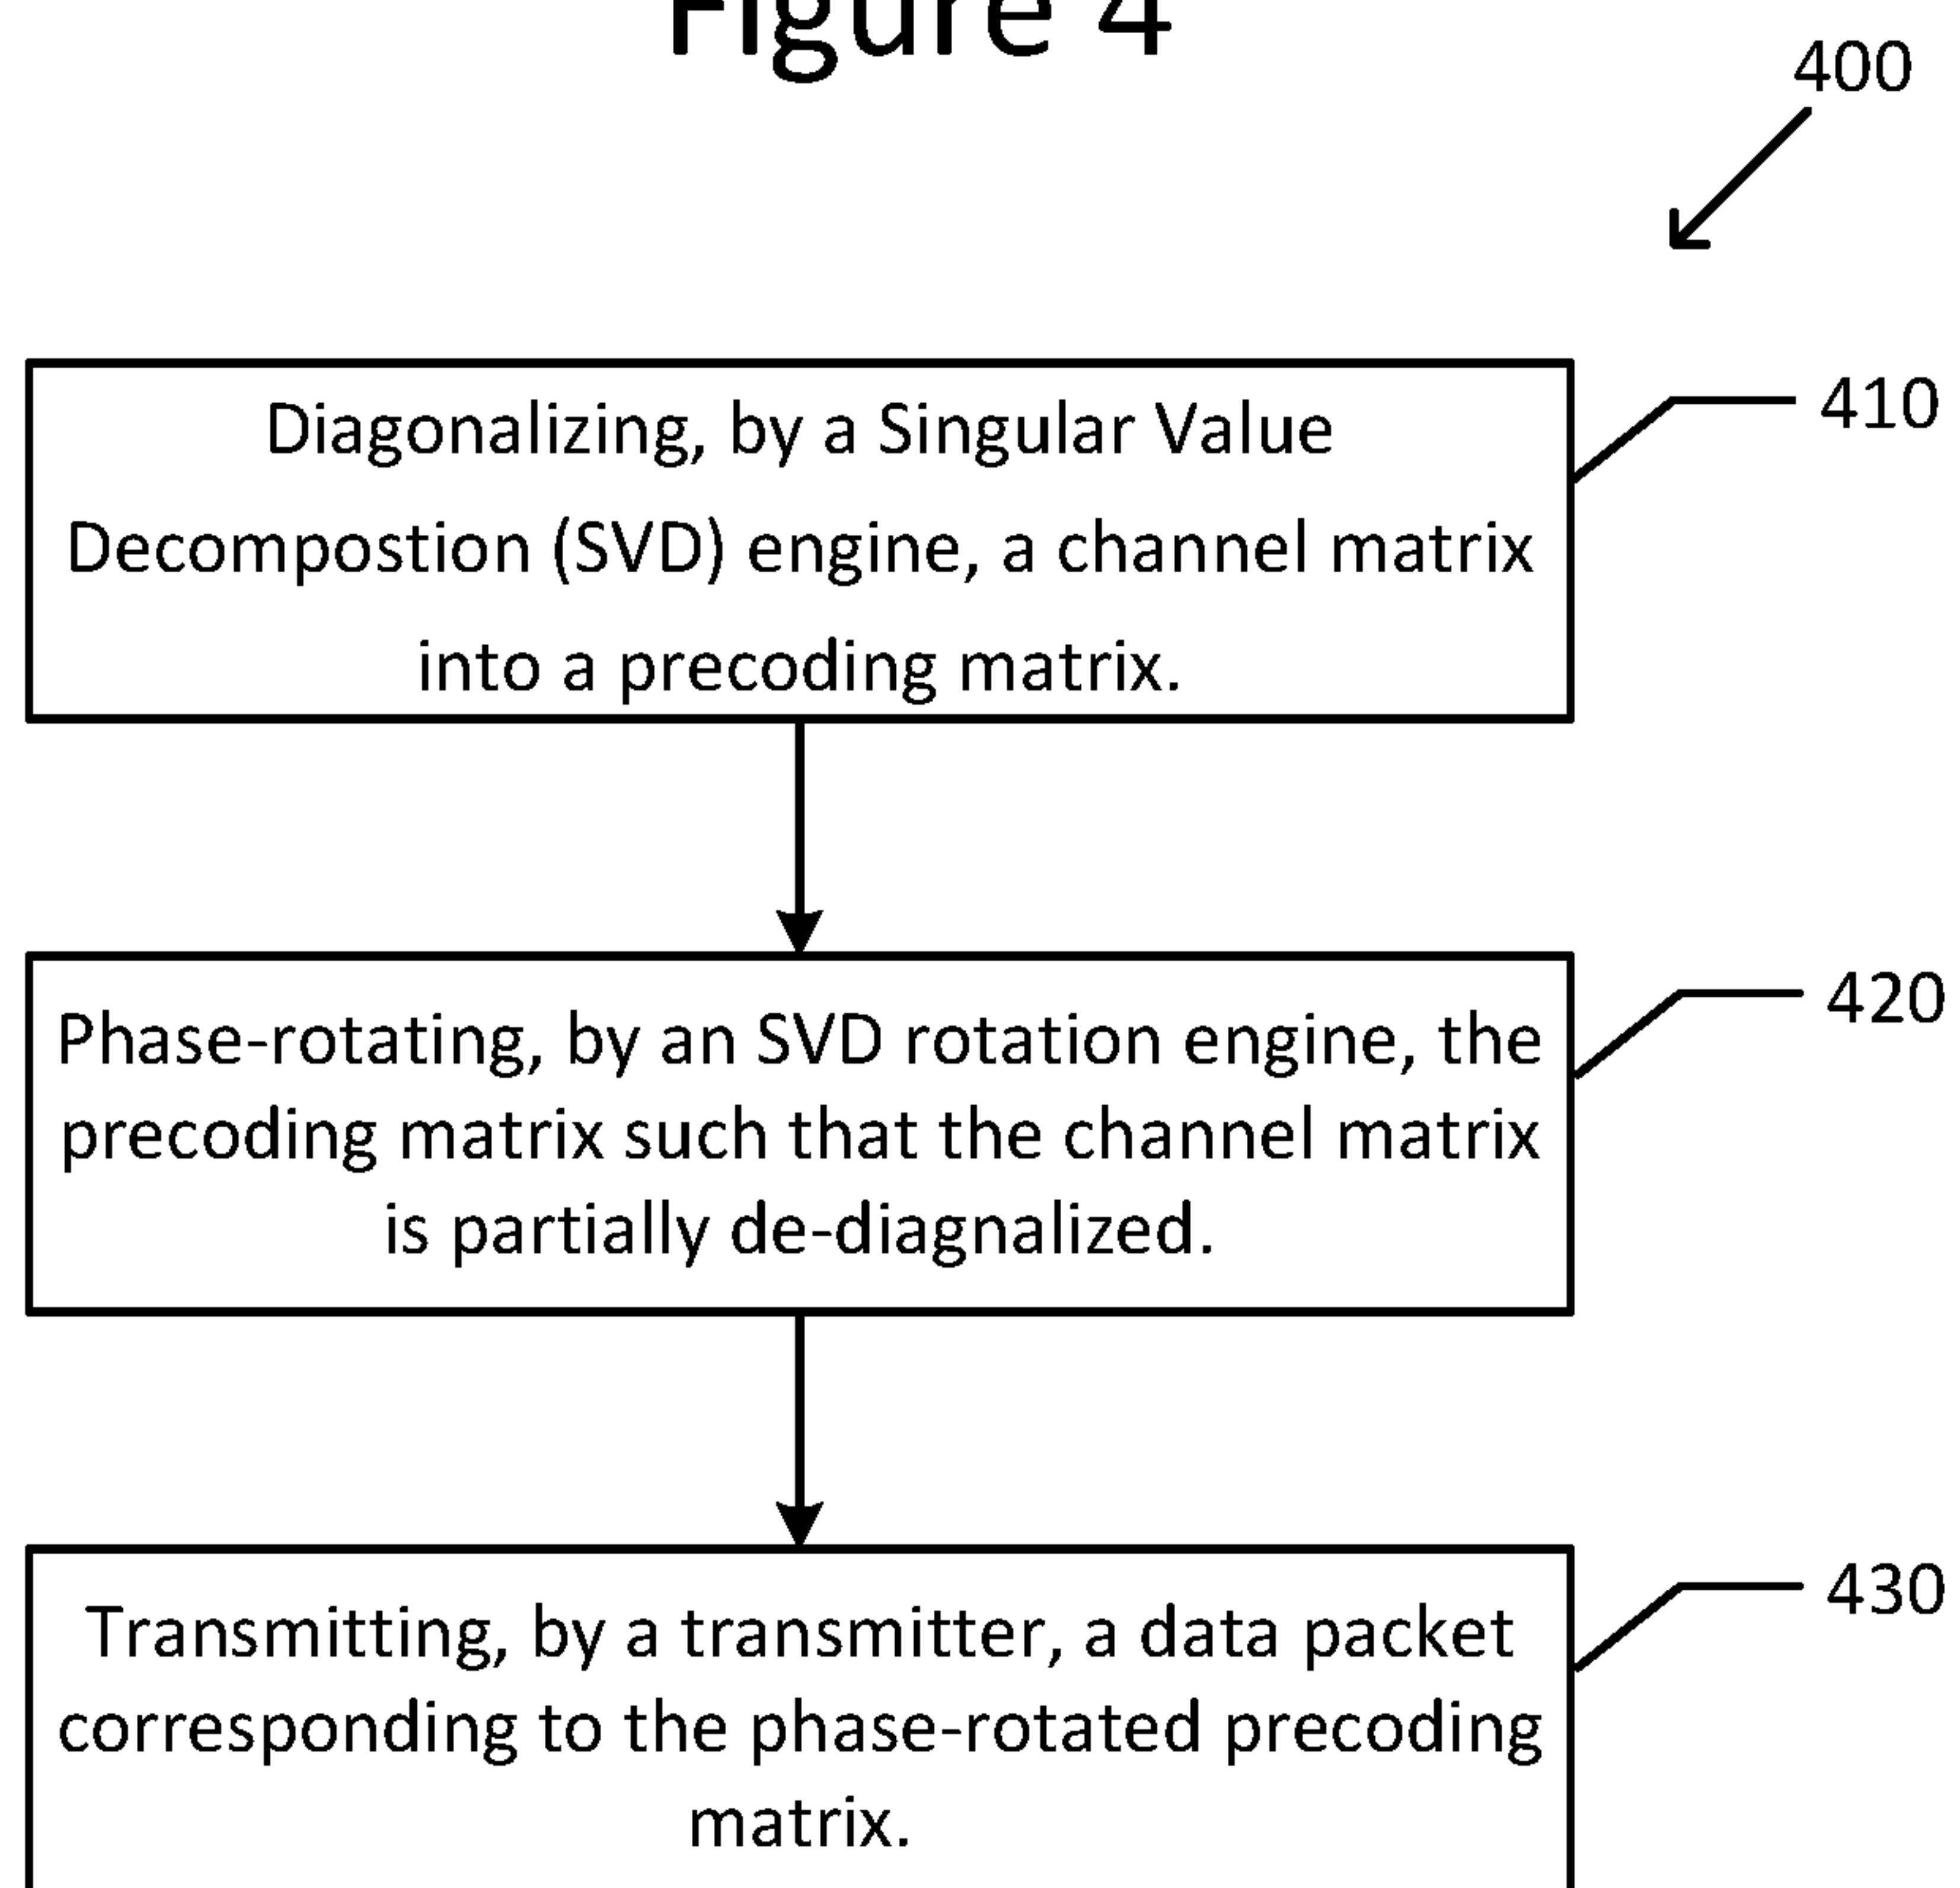 Figure 4
400
Diagonalizing, by a Singular Value
Decompostion (SVD) engine, a channel matrix
into a precoding matrix.
410
Phase-rotating, by an SVD rotation engine, the
precoding matrix such that the channel matrix
is partially de-diagnalized.
420
Transmitting, by a transmitter, a data packet
corresponding to the phase-rotated precoding
matrix.
430